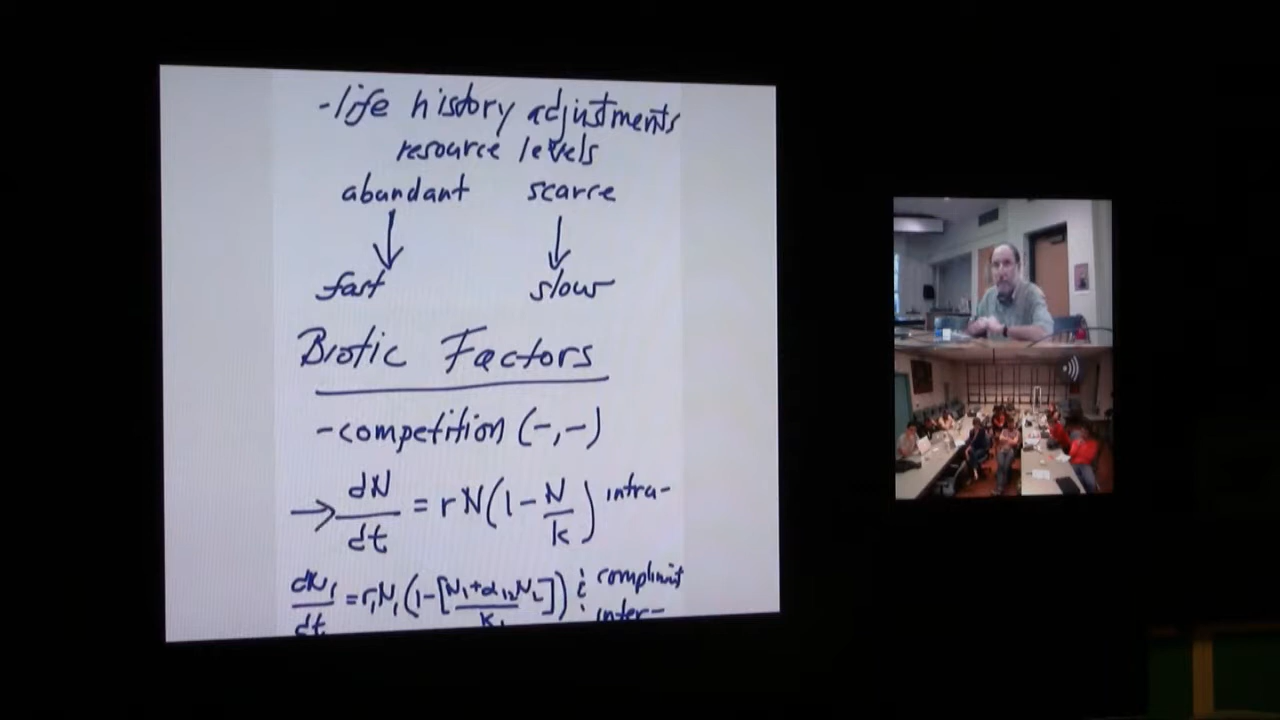 -life history adjustments
resource levels
abundant scarce
fast slow
Biotic Factors
-competition (-,-)
→ dN/dt = rN(1-N/K) intra-
dN₁/dt = r₁N₁(1-[N₁+α₁₂N₂]/K₁)
inter-